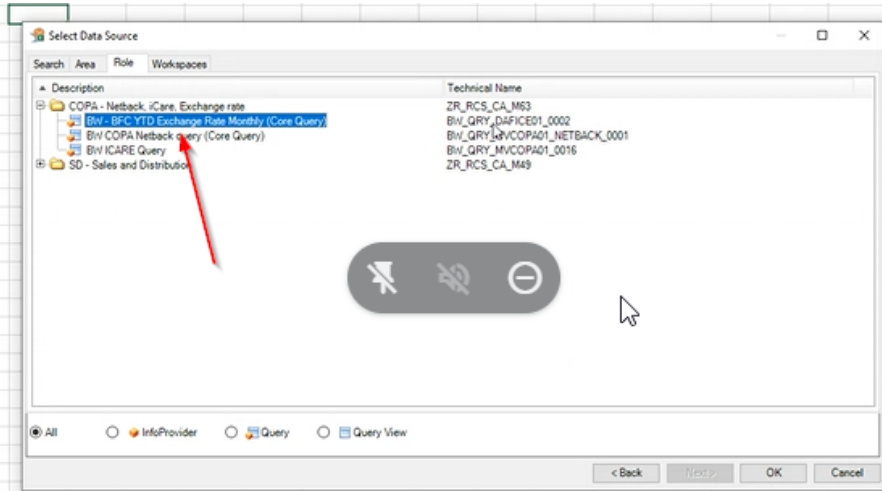 Select Data Source
Search Area Role Workspaces
Description Technical Name
COPA - Netback, iCare, Exchange rate ZR_RCS_CA_M63
BW - BFC YTD Exchange Rate Monthly (Core Query) BW_QRY_DAFICE01_0002
BW COPA Netback query (Core Query) BW_QRY_MVCOPA01_NETBACK_0001
BW ICARE Query BW_QRY_MVCOPA01_0016
SD - Sales and Distribution ZR_RCS_CA_M49
All InfoProvider Query Query View
< Back Next > OK Cancel